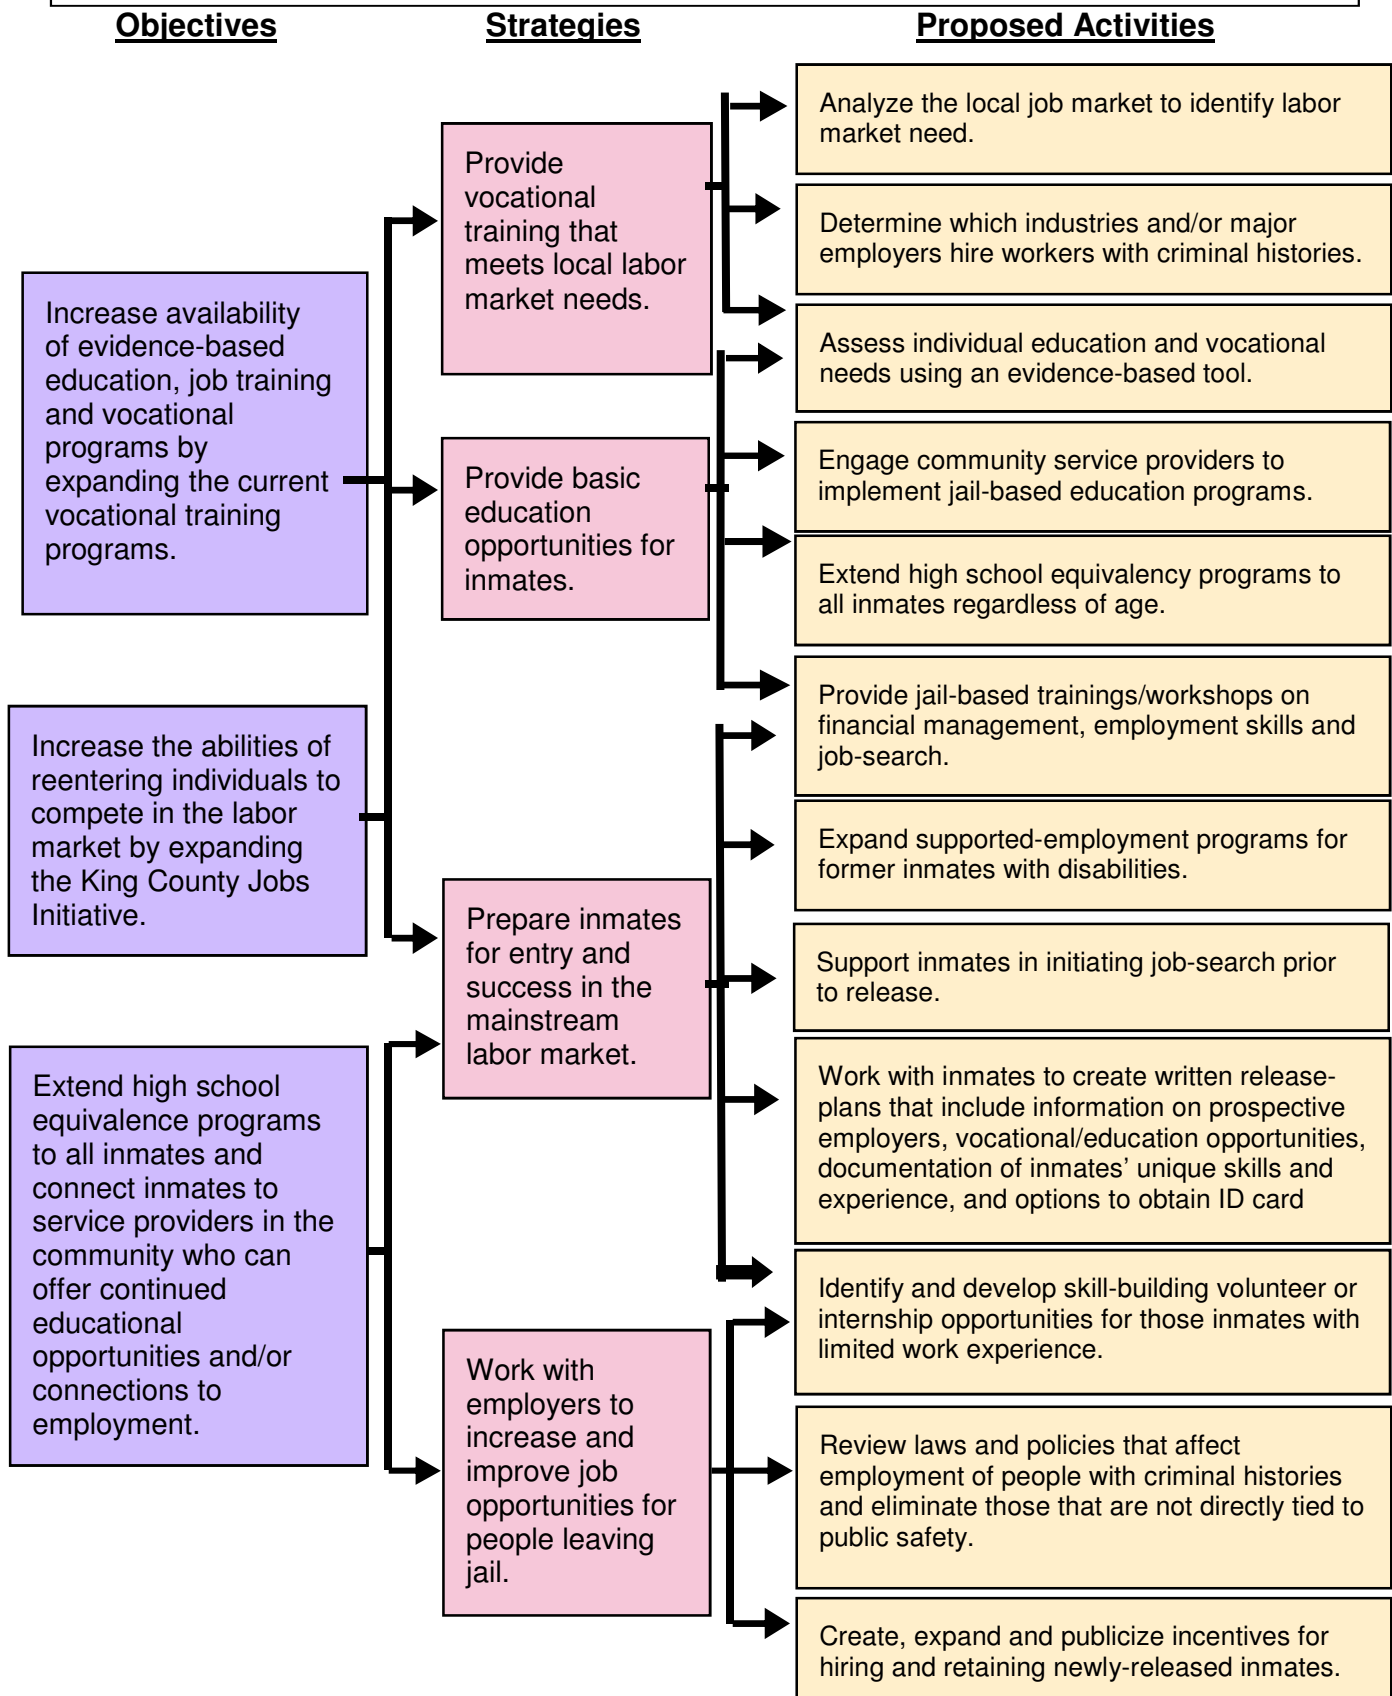 Objectives
Strategies
Proposed Activities
Increase availability
of evidence-based
education, job training
and vocational
programs by
expanding the current
vocational training
programs.
Increase the abilities of
reentering individuals to
compete in the labor
market by expanding
the King County Jobs
Initiative.
Extend high school
equivalence programs
to all inmates and
connect inmates to
service providers in the
community who can
offer continued
educational
opportunities and/or
connections to
employment.
Provide
vocational
training that
meets local labor
market needs.
Provide basic
education
opportunities for
inmates.
Prepare inmates
for entry and
success in the
mainstream
labor market.
Work with
employers to
increase and
improve job
opportunities for
people leaving
jail.
Analyze the local job market to identify labor
market need.
Determine which industries and/or major
employers hire workers with criminal histories.
Assess individual education and vocational
needs using an evidence-based tool.
Engage community service providers to
implement jail-based education programs.
Extend high school equivalency programs to
all inmates regardless of age.
Provide jail-based trainings/workshops on
financial management, employment skills and
job-search.
Expand supported-employment programs for
former inmates with disabilities.
Support inmates in initiating job-search prior
to release.
Work with inmates to create written release-
plans that include information on prospective
employers, vocational/education opportunities,
documentation of inmates’ unique skills and
experience, and options to obtain ID card
Identify and develop skill-building volunteer or
internship opportunities for those inmates with
limited work experience.
Review laws and policies that affect
employment of people with criminal histories
and eliminate those that are not directly tied to
public safety.
Create, expand and publicize incentives for
hiring and retaining newly-released inmates.